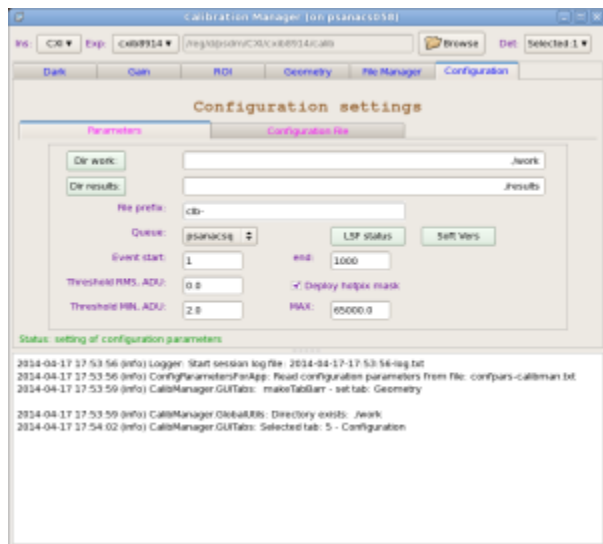 Calibration Manager (on psanacs058)
Ins: CXI Exp: cxib8914 /reg/d/psdm/CXI/cxib8914/calib Browse Det: Selected:1
Dark Gain ROI Geometry File Manager Configuration
Configuration settings
Parameters Configuration File
Dir work: ./work
Dir results: ./results
File prefix: clb-
Queue: psanacsq LSF status Soft Vers
Event start: 1 end: 1000
Threshold RMS, ADU: 0.0 Deploy hotpix mask
Threshold MIN, ADU: 2.0 MAX: 65000.0
Status: setting of configuration parameters
2014-04-17 17:53:56 (info) Logger: Start session log file: 2014-04-17-17:53:56-log.txt
2014-04-17 17:53:56 (info) ConfigParametersForApp: Read configuration parameters from file: confpars-calibman.txt
2014-04-17 17:53:59 (info) CalibManager.GUITabs: makeTabBarr - set tab: Geometry
2014-04-17 17:53:59 (info) CalibManager.GlobalUtils: Directory exists: ./work
2014-04-17 17:54:02 (info) CalibManager.GUITabs: Selected tab: 5 - Configuration